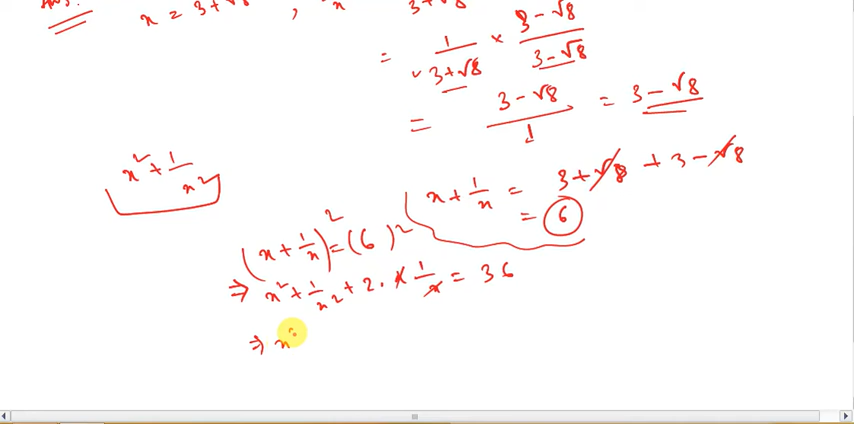 x = 3 + √8 ,
= 1/(3+√8) × (3 − √8)/(3 − √8)
= (3 − √8)/1 = 3 − √8
x² + 1/x²
x + 1/x = 3 + √8 + 3 − √8
= 6
(x + 1/x)² = (6)²
⇒ x² + 1/x² + 2 · x 1/x = 36
⇒ x²